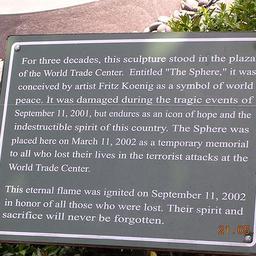 For three decades, this sculpture stood in the plaza
of the World Trade Center. Entitled "The Sphere," it was
conceived by artist Fritz Koenig as a symbol of world
peace. It was damaged during the tragic events of
September 11, 2001, but endures as an icon of hope and the
indestructible spirit of this country. The Sphere was
placed here on March 11, 2002 as a temporary memorial
to all who lost their lives in the terrorist attacks at the
World Trade Center.
This eternal flame was ignited on September 11, 2002
in honor of all those who were lost. Their spirit and
sacrifice will never be forgotten.